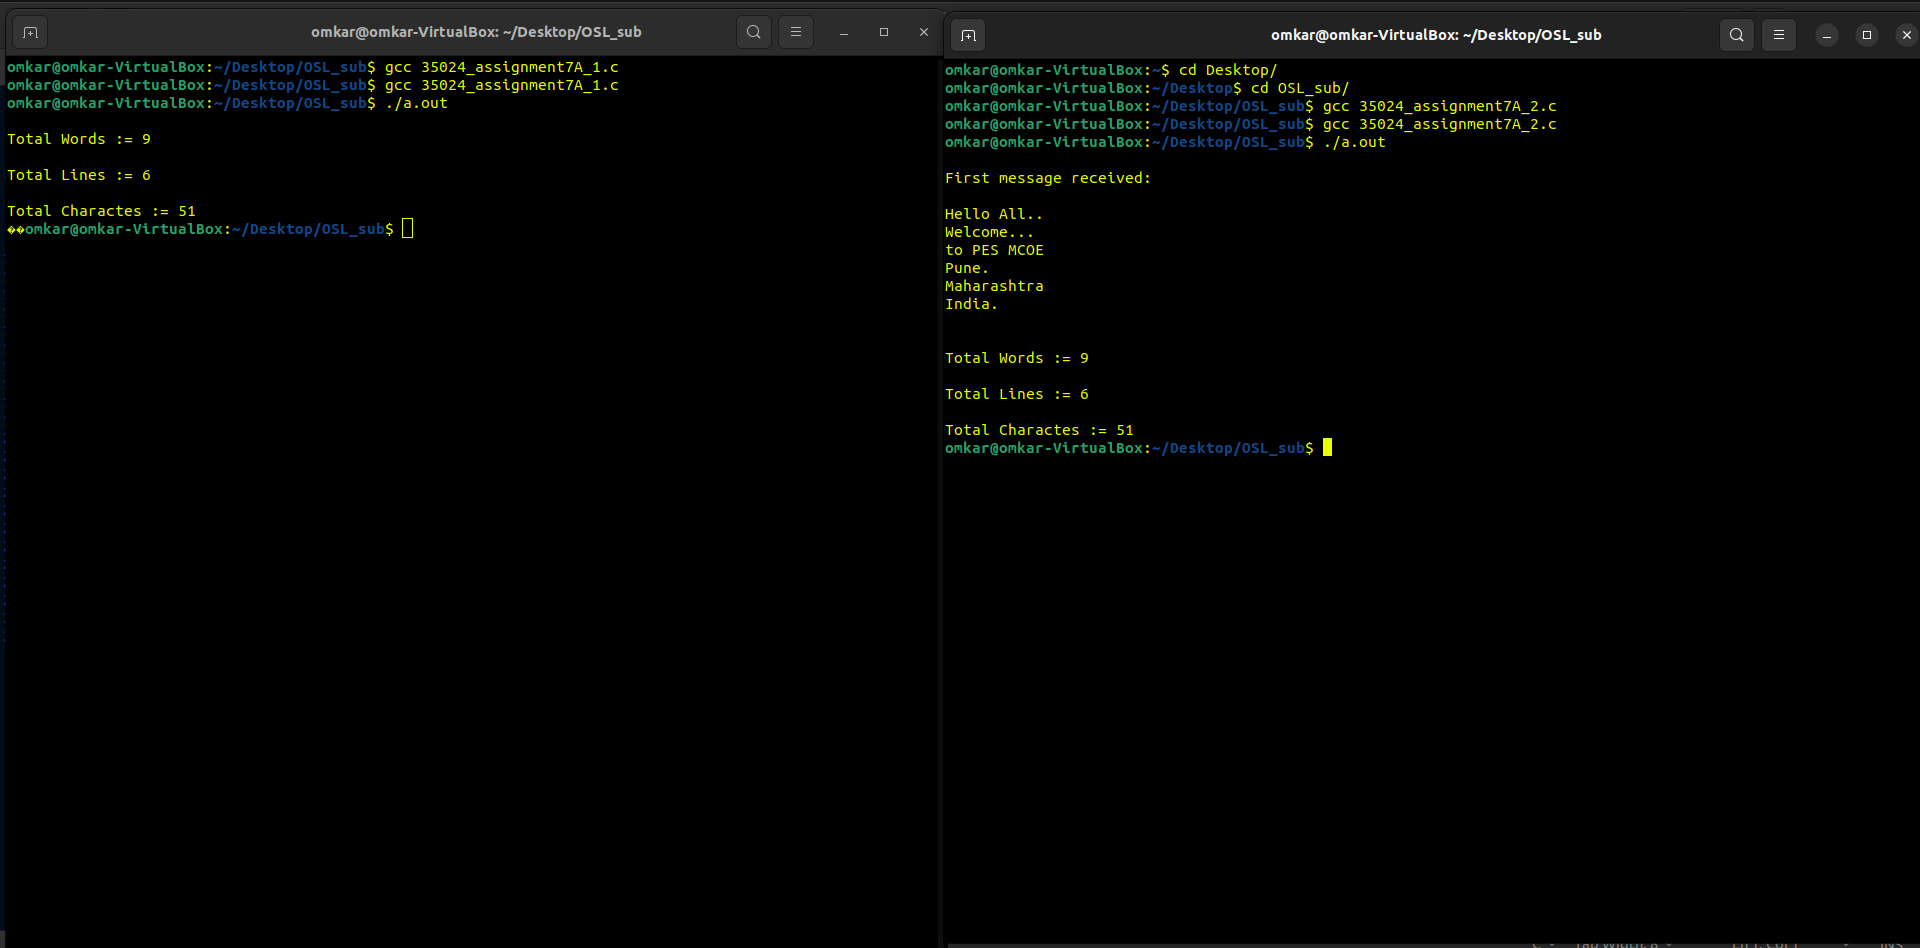 omkar@omkar-VirtualBox: ~/Desktop/OSL_sub
omkar@omkar-VirtualBox:~/Desktop/OSL_sub$ gcc 35024_assignment7A_1.c
omkar@omkar-VirtualBox:~/Desktop/OSL_sub$ gcc 35024_assignment7A_1.c
omkar@omkar-VirtualBox:~/Desktop/OSL_sub$ ./a.out
Total Words := 9
Total Lines := 6
Total Charactes := 51
��omkar@omkar-VirtualBox:~/Desktop/OSL_sub$
omkar@omkar-VirtualBox: ~/Desktop/OSL_sub
omkar@omkar-VirtualBox:~$ cd Desktop/
omkar@omkar-VirtualBox:~/Desktop$ cd OSL_sub/
omkar@omkar-VirtualBox:~/Desktop/OSL_sub$ gcc 35024_assignment7A_2.c
omkar@omkar-VirtualBox:~/Desktop/OSL_sub$ gcc 35024_assignment7A_2.c
omkar@omkar-VirtualBox:~/Desktop/OSL_sub$ ./a.out
First message received:
Hello All..
Welcome...
to PES MCOE
Pune.
Maharashtra
India.
Total Words := 9
Total Lines := 6
Total Charactes := 51
omkar@omkar-VirtualBox:~/Desktop/OSL_sub$